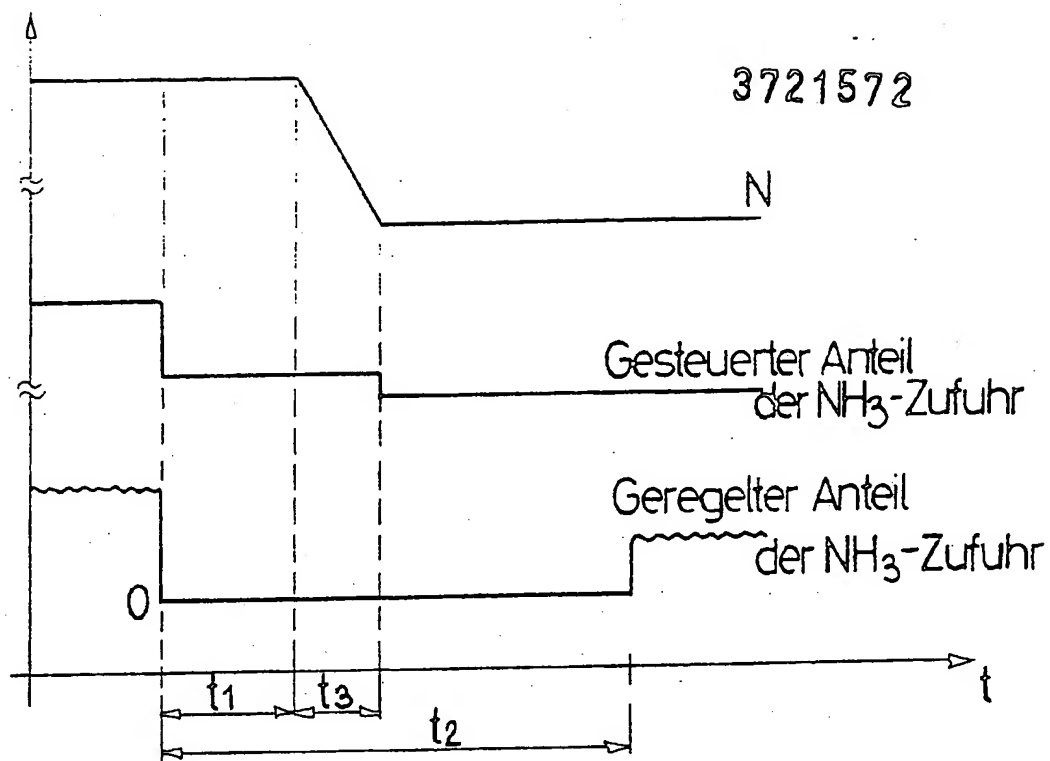 3721572
N
Gesteuerter Anteil
der NH3-Zufuhr
Geregelter Anteil
der NH3-Zufuhr
0
t
t1
t3
t2